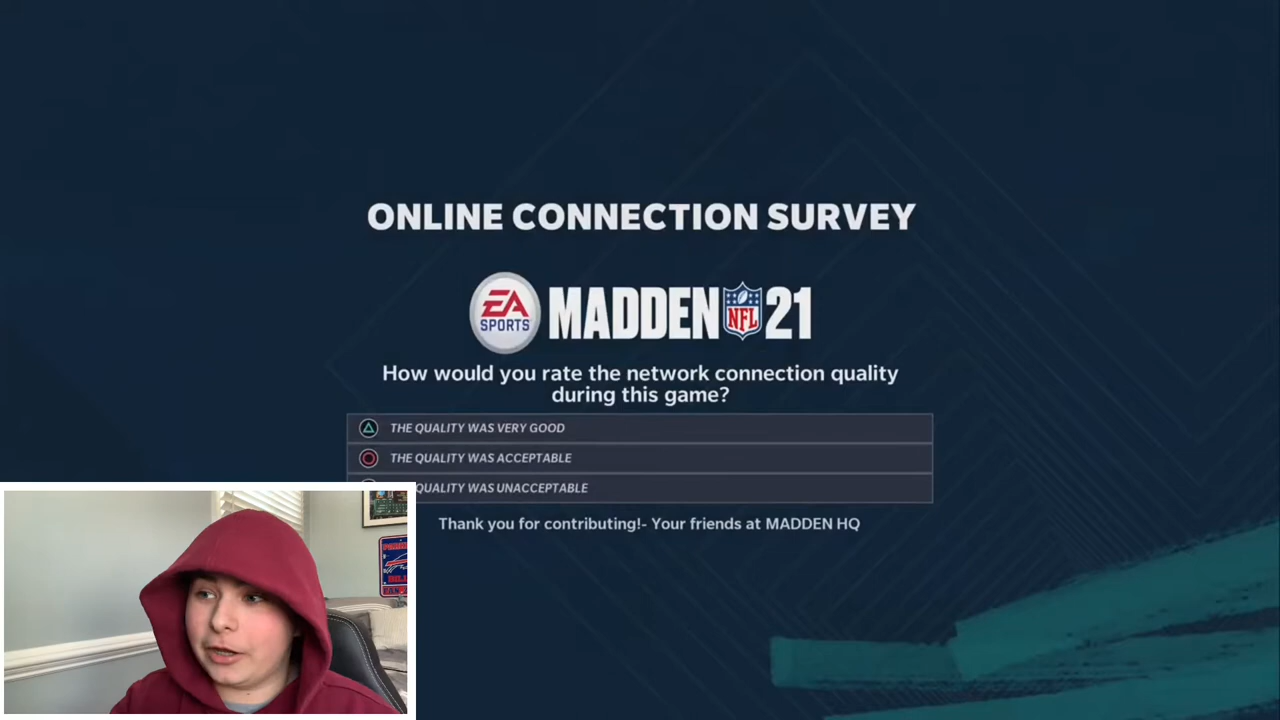 ONLINE CONNECTION SURVEY
EA
SPORTS
MADDEN NFL 21
How would you rate the network connection quality
during this game?
THE QUALITY WAS VERY GOOD
THE QUALITY WAS ACCEPTABLE
QUALITY WAS UNACCEPTABLE
Thank you for contributing!- Your friends at MADDEN HQ